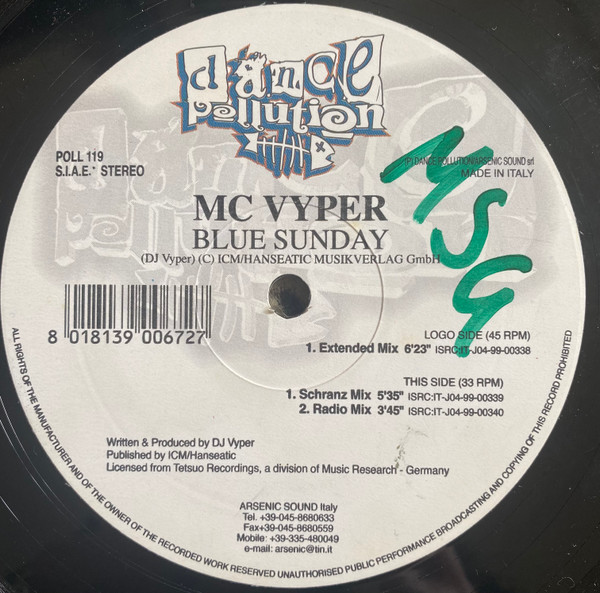 dance
pollution
POLL 119
S.I.A.E.* STEREO
(P) DANCE POLLUTION/ARSENIC SOUND srl
MADE IN ITALY
MSG
MC VYPER
BLUE SUNDAY
(DJ Vyper) (C) ICM/HANSEATIC MUSIKVERLAG GmbH
8 018139 006727
LOGO SIDE (45 RPM)
1. Extended Mix 6'23" ISRC:IT-J04-99-00338
THIS SIDE (33 RPM)
1. Schranz Mix 5'35" ISRC:IT-J04-99-00339
2. Radio Mix 3'45" ISRC:IT-J04-99-00340
Written & Produced by DJ Vyper
Published by ICM/Hanseatic
Licensed from Tetsuo Recordings, a division of Music Research - Germany
ARSENIC SOUND Italy
Tel. +39-045-8680633
Fax+39-045-8680559
Mobile: +39-335-480049
e-mail: arsenic@tin.it
ALL RIGHTS OF THE MANUFACTURER AND OF THE OWNER OF THE RECORDED WORK RESERVED UNAUTHORISED PUBLIC PERFORMANCE BROADCASTING AND COPYING OF THIS RECORD PROHIBITED